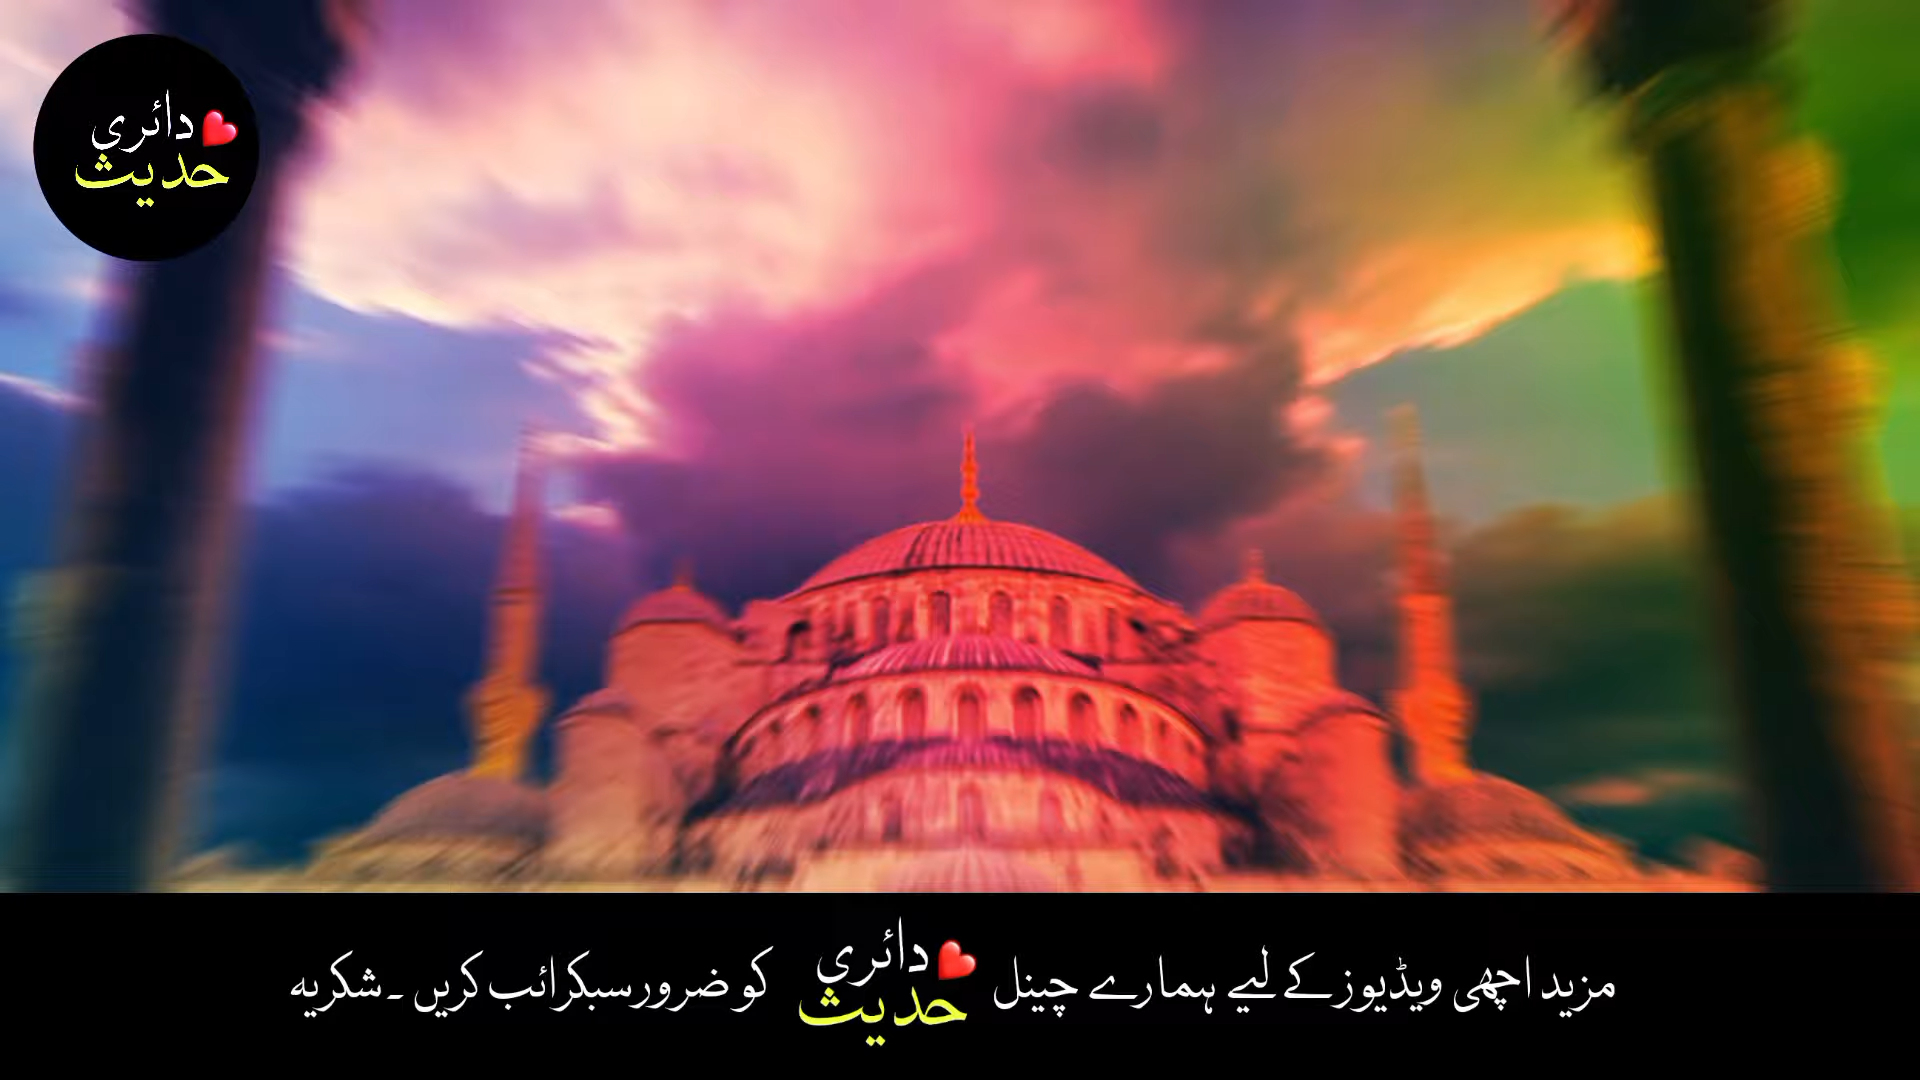 دائری
حدیث
مزید اچھی ویڈیوز کے لیے ہمارے چینل دائری حدیث کو ضرور سبکرائب کریں ۔ شکریہ